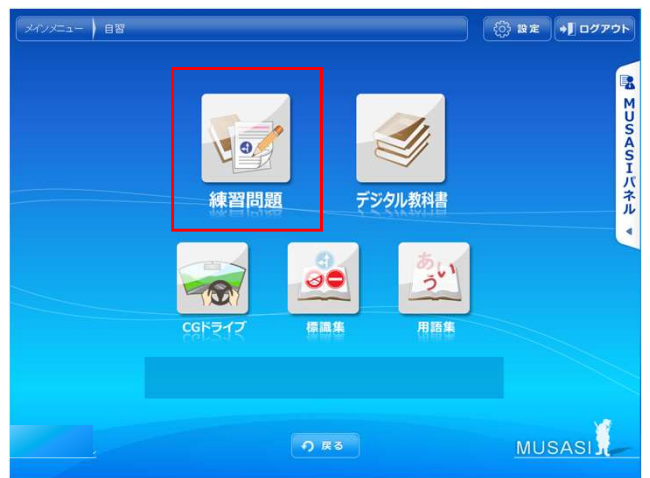 メインメニュー 自習
設定
ログアウト
MUSASIパネル
練習問題
デジタル教科書
CGドライブ
標識集
あいう
用語集
戻る
MUSASI